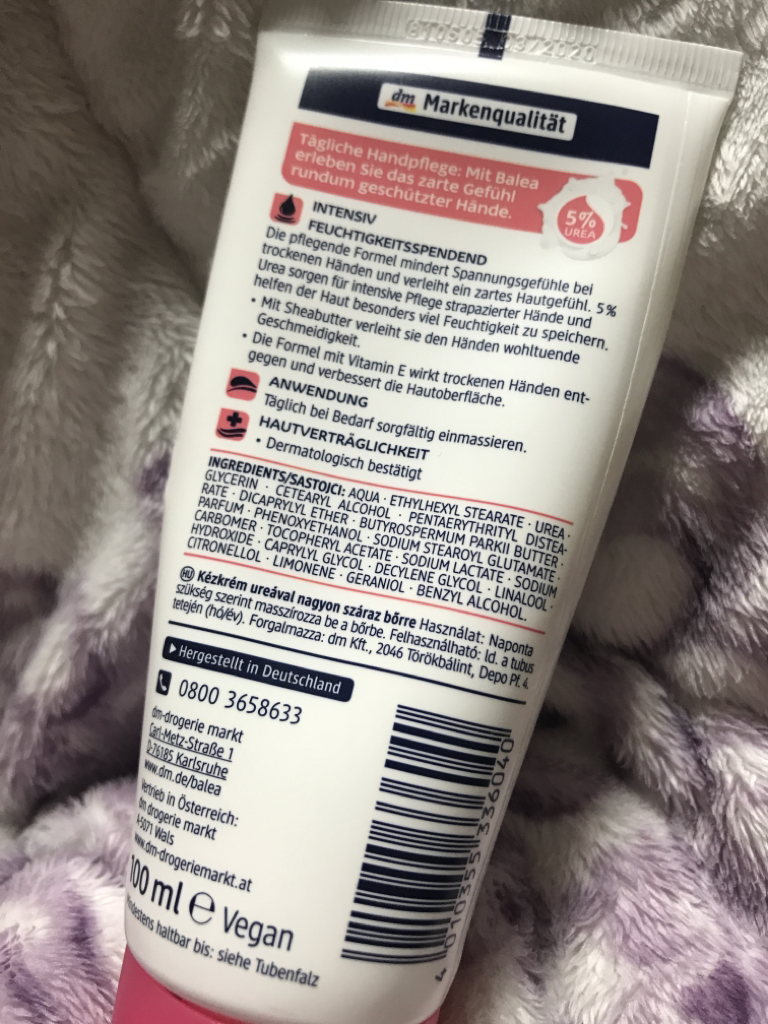 dm Markenqualität
Tägliche Handpflege: Mit Balea
erleben Sie das zarte Gefühl
rundum geschützter Hände.
5%
UREA
INTENSIV
FEUCHTIGKEITSSPENDEND
Die pflegende Formel mindert Spannungsgefühle bei
trockenen Händen und verleiht ein zartes Hautgefühl. 5%
Urea sorgen für intensive Pflege strapazierter Hände und
helfen der Haut besonders viel Feuchtigkeit zu speichern.
• Mit Sheabutter verleiht sie den Händen wohltuende
Geschmeidigkeit.
• Die Formel mit Vitamin E wirkt trockenen Händen ent-
gegen und verbessert die Hautoberfläche.
ANWENDUNG
Täglich bei Bedarf sorgfältig einmassieren.
HAUTVERTRÄGLICHKEIT
• Dermatologisch bestätigt
INGREDIENTS/SASTOJCI: AQUA · ETHYLHEXYL STEARATE · UREA ·
GLYCERIN · CETEARYL ALCOHOL · PENTAERYTHRITYL DISTEA-
RATE · DICAPRYLYL ETHER · BUTYROSPERMUM PARKII BUTTER ·
PARFUM · PHENOXYETHANOL · SODIUM STEAROYL GLUTAMATE ·
CARBOMER · TOCOPHERYL ACETATE · SODIUM LACTATE · SODIUM
HYDROXIDE · CAPRYLYL GLYCOL · DECYLENE GLYCOL · LINALOOL ·
CITRONELLOL · LIMONENE · GERANIOL · BENZYL ALCOHOL.
HU Kézkrém ureával nagyon száraz bőrre Használat: Naponta
szükség szerint masszírozza be a bőrbe. Felhasználható: ld. a tubus
tetején (hó/év). Forgalmazza: dm Kft., 2046 Törökbálint, Depo Pf. 4.
Hergestellt in Deutschland
0800 3658633
dm-drogerie markt
Carl-Metz-Straße 1
D-76185 Karlsruhe
www.dm.de/balea
Vertrieb in Österreich:
dm drogerie markt
A-5071 Wals
www.dm-drogeriemarkt.at
100 ml e Vegan
Mindestens haltbar bis: siehe Tubenfalz
4 010355 336040